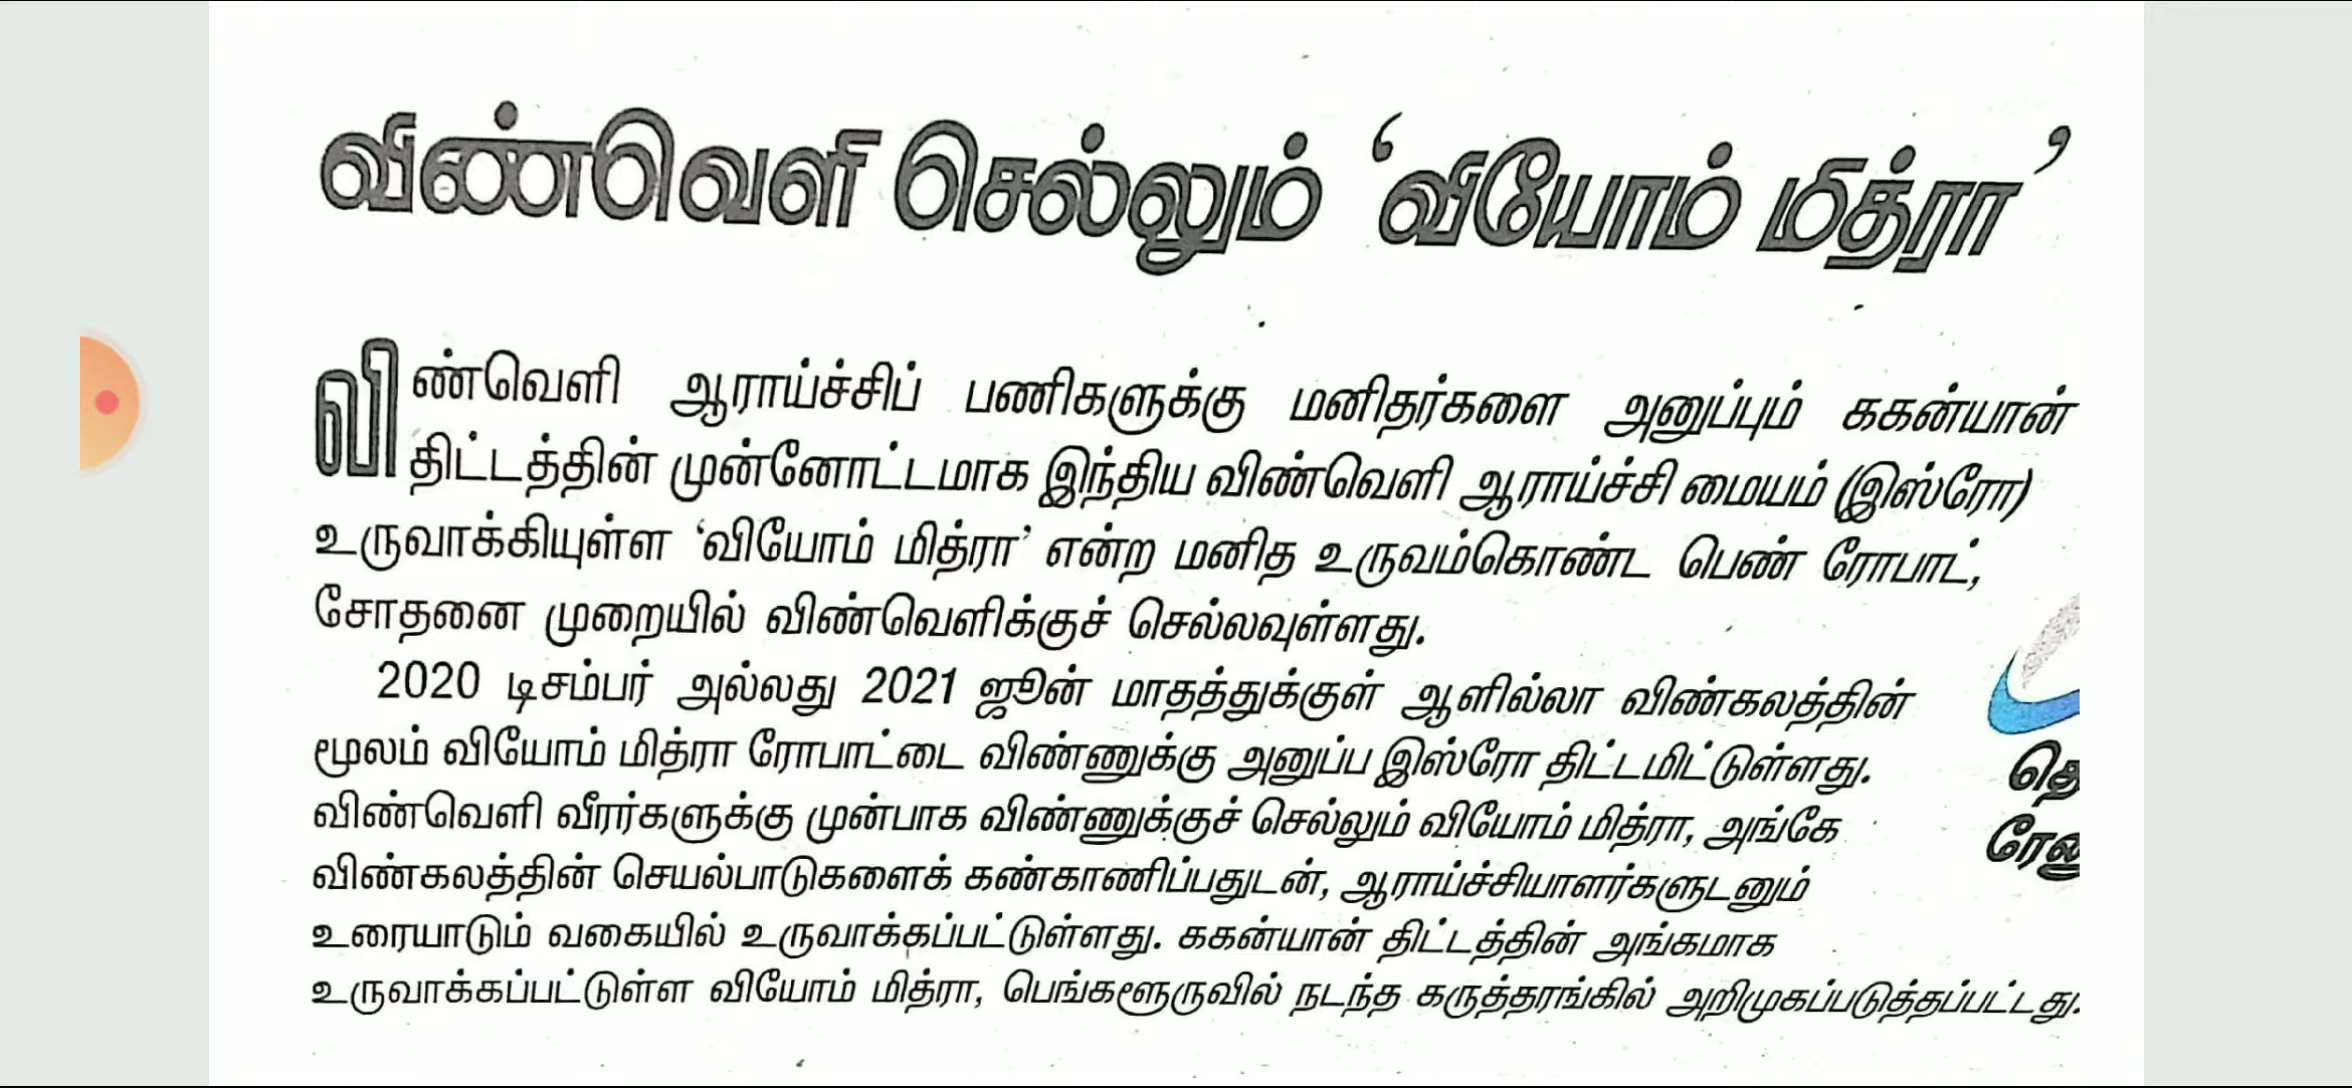 விண்வெளி செல்லும் ‘வியோம் மித்ரா’
விண்வெளி ஆராய்ச்சிப் பணிகளுக்கு மனிதர்களை அனுப்பும் ககன்யான்
திட்டத்தின் முன்னோட்டமாக இந்திய விண்வெளி ஆராய்ச்சி மையம் (இஸ்ரோ)
உருவாக்கியுள்ள ‘வியோம் மித்ரா’ என்ற மனித உருவம்கொண்ட பெண் ரோபாட்,
சோதனை முறையில் விண்வெளிக்குச் செல்லவுள்ளது.
2020 டிசம்பர் அல்லது 2021 ஜூன் மாதத்துக்குள் ஆளில்லா விண்கலத்தின்
மூலம் வியோம் மித்ரா ரோபாட்டை விண்ணுக்கு அனுப்ப இஸ்ரோ திட்டமிட்டுள்ளது.
விண்வெளி வீரர்களுக்கு முன்பாக விண்ணுக்குச் செல்லும் வியோம் மித்ரா, அங்கே
விண்கலத்தின் செயல்பாடுகளைக் கண்காணிப்பதுடன், ஆராய்ச்சியாளர்களுடனும்
உரையாடும் வகையில் உருவாக்கப்பட்டுள்ளது. ககன்யான் திட்டத்தின் அங்கமாக
உருவாக்கப்பட்டுள்ள வியோம் மித்ரா, பெங்களூருவில் நடந்த கருத்தரங்கில் அறிமுகப்படுத்தப்பட்டது.